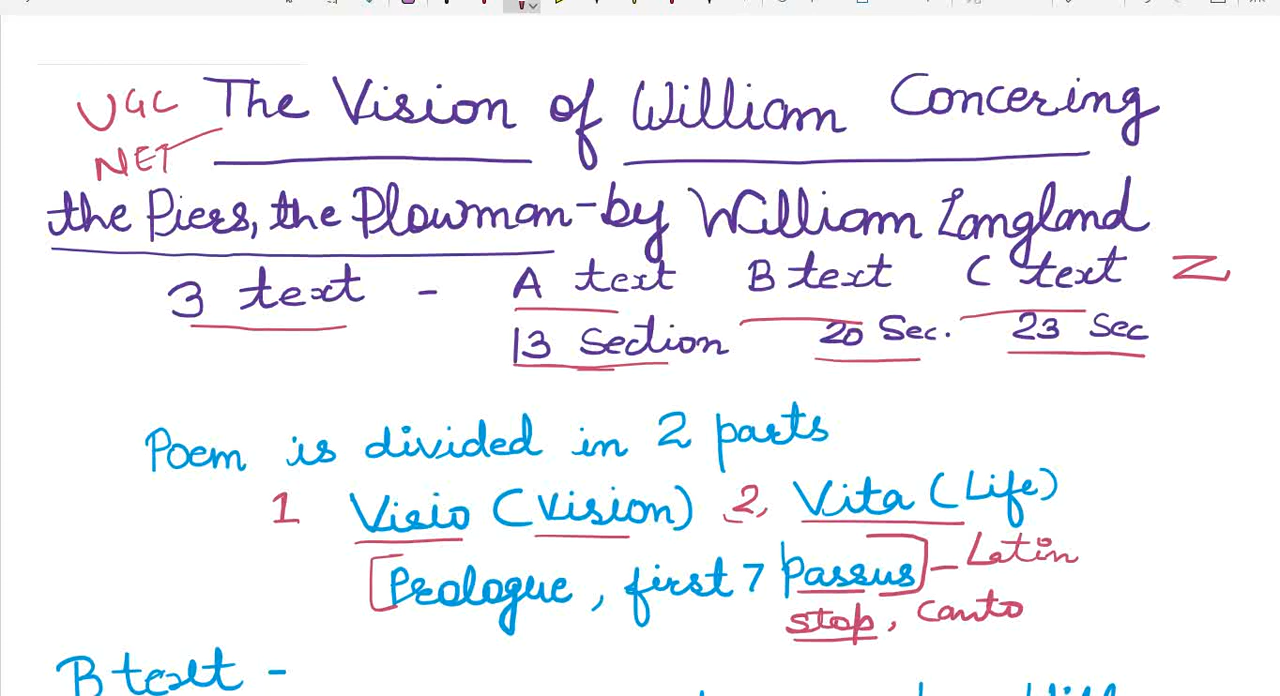 UGC The Vision of William Concering
NET
the Piers, the Plowman - by William Langland
3 text - A text B text C text Z
13 Section 20 Sec. 23 Sec
Poem is divided in 2 parts
1 Visio (Vision) 2, Vita (Life)
[Prologue, first 7 Passus] - Latin
stop, canto
B text -